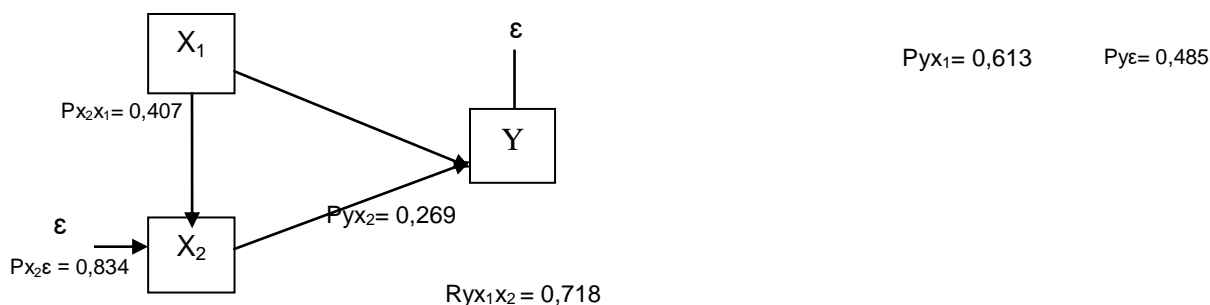 X₁
ε
Pyx₁= 0,613
Pyε= 0,485
Px₂x₁= 0,407
Y
Pyx₂= 0,269
ε
X₂
Px₂ε = 0,834
Ryx₁x₂ = 0,718